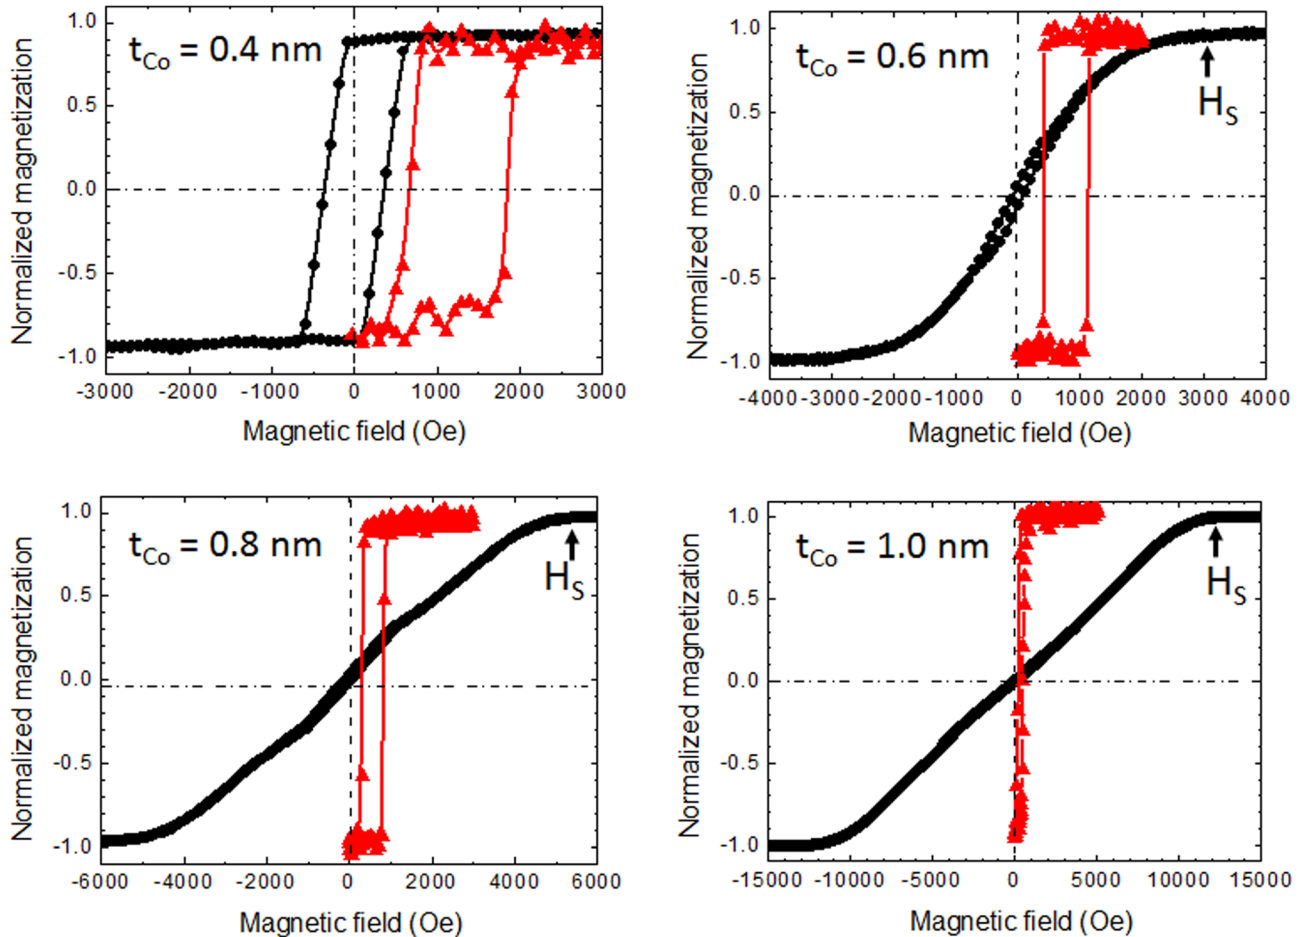 Normalized magnetization
1.0
0.5
0.0
-0.5
-1.0
t_Co = 0.4 nm
-3000 -2000 -1000 0 1000 2000 3000
Magnetic field (Oe)
Normalized magnetization
1.0
0.5
0.0
-0.5
-1.0
t_Co = 0.6 nm
H_S
-4000 -3000 -2000 -1000 0 1000 2000 3000 4000
Magnetic field (Oe)
Normalized magnetization
1.0
0.5
0.0
-0.5
-1.0
t_Co = 0.8 nm
H_S
-6000 -4000 -2000 0 2000 4000 6000
Magnetic field (Oe)
Normalized magnetization
1.0
0.5
0.0
-0.5
-1.0
t_Co = 1.0 nm
H_S
-15000 -10000 -5000 0 5000 10000 15000
Magnetic field (Oe)